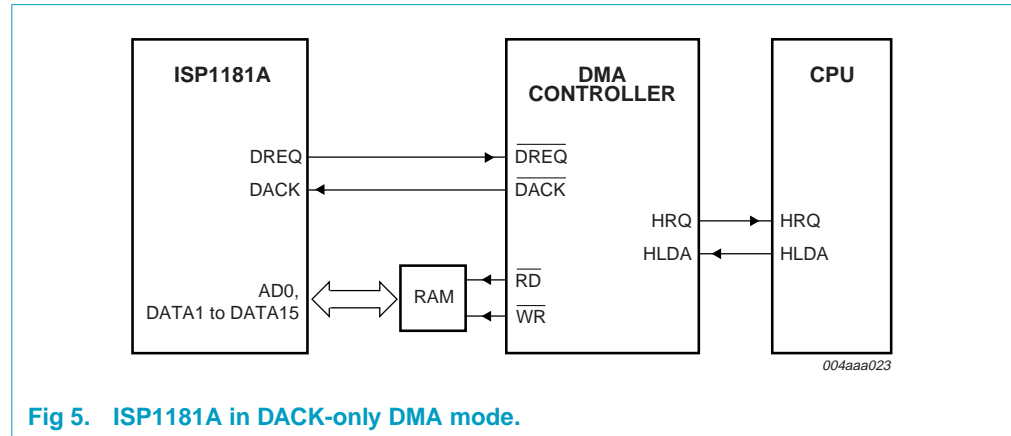 ISP1181A
DREQ
DACK
AD0,
DATA1 to DATA15
RAM
DMA
CONTROLLER
DREQ
DACK
RD
WR
HRQ
HLDA
CPU
HRQ
HLDA
004aaa023
Fig 5. ISP1181A in DACK-only DMA mode.